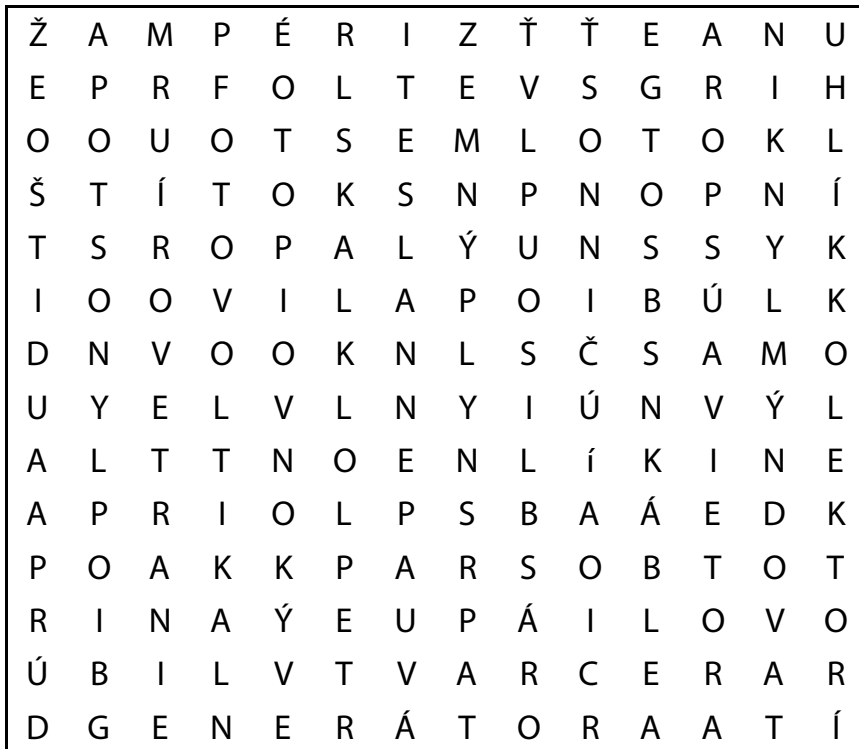 Ž A M P É R I Z Ť Ť E A N U
E P R F O L T E V S G R I H
O O U O T S E M L O T O K L
Š T Í T O K S N P N O P N Í
T S R O P A L Ý U N S S Y K
I O O V I L A P O I B Ú L K
D N V O O K N L S Č S A M O
U Y E L V L N Y I Ú N V Ý L
A L T T N O E N L í K I N E
A P R I O L P S B A Á E D K
P O A K K P A R S O B T O T
R I N A Ý E U P Á I L O V O
Ú B I L V T V A R C E R A R
D G E N E R Á T O R A A T Í